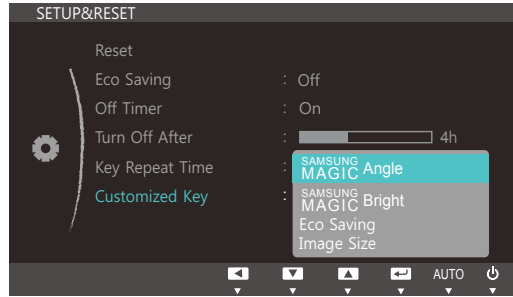 SETUP&RESET
Reset
Eco Saving : Off
Off Timer : On
Turn Off After : 4h
Key Repeat Time :
Customized Key :
SAMSUNG MAGIC Angle
SAMSUNG MAGIC Bright
Eco Saving
Image Size
AUTO